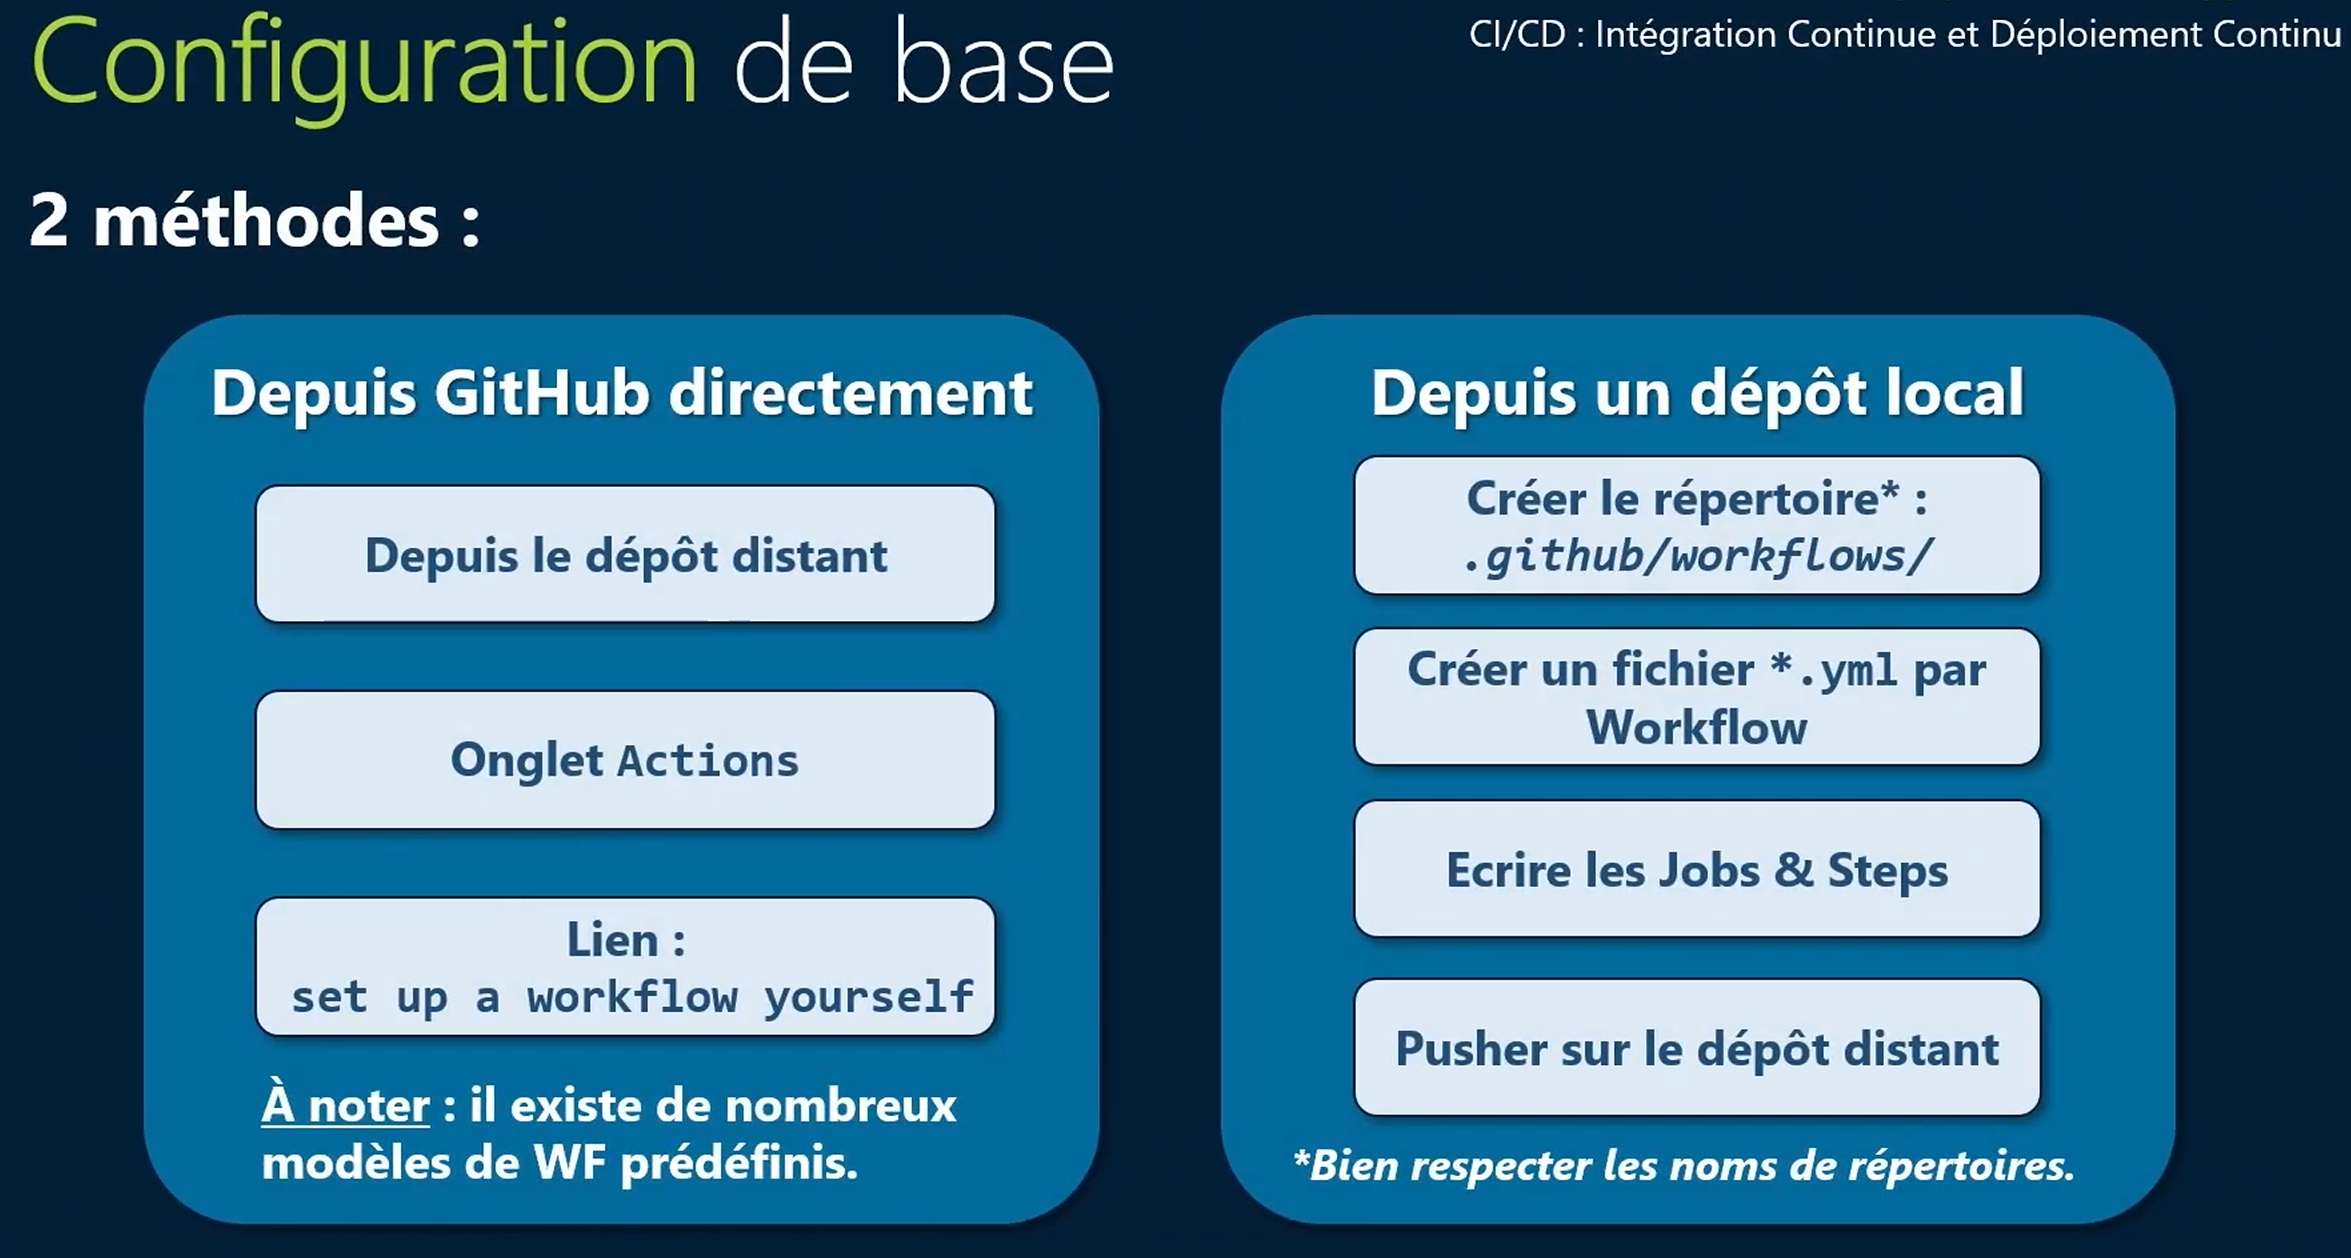 Configuration de base
CI/CD : Intégration Continue et Déploiement Continu
2 méthodes :
Depuis GitHub directement
Depuis le dépôt distant
Onglet Actions
Lien :
set up a workflow yourself
À noter : il existe de nombreux
modèles de WF prédéfinis.
Depuis un dépôt local
Créer le répertoire* :
.github/workflows/
Créer un fichier *.yml par
Workflow
Ecrire les Jobs & Steps
Pusher sur le dépôt distant
*Bien respecter les noms de répertoires.